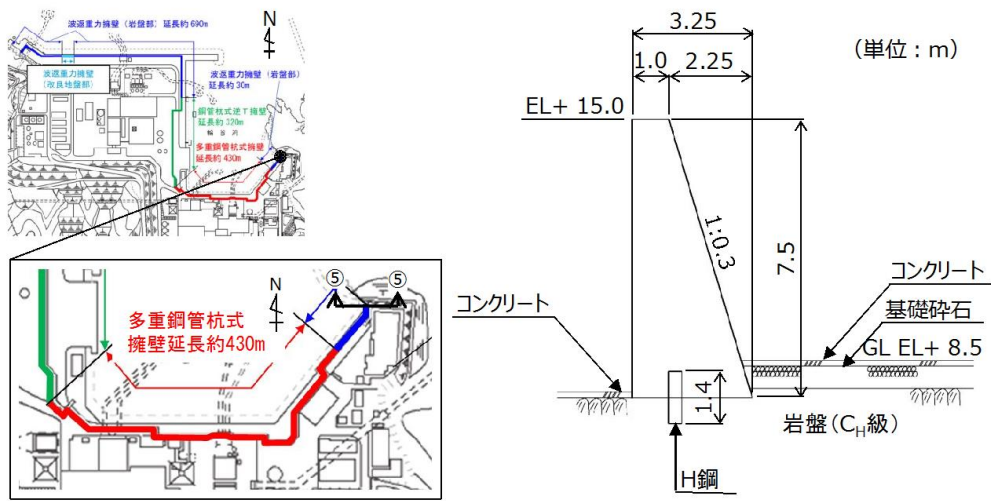 波返重力擁壁（岩盤部）延長約690m
N
波返重力擁壁
（改良地盤部）
波返重力擁壁（岩盤部）
延長約30m
鋼管杭式逆T擁壁
延長約320m
輪谷湾
多重鋼管杭式擁壁
延長約430m
N
⑤
⑤
多重鋼管杭式
擁壁延長約430m
（単位：m）
3.25
1.0
2.25
EL+ 15.0
1:0.3
7.5
コンクリート
コンクリート
基礎砕石
GL EL+ 8.5
1.4
岩盤(CH級)
H鋼